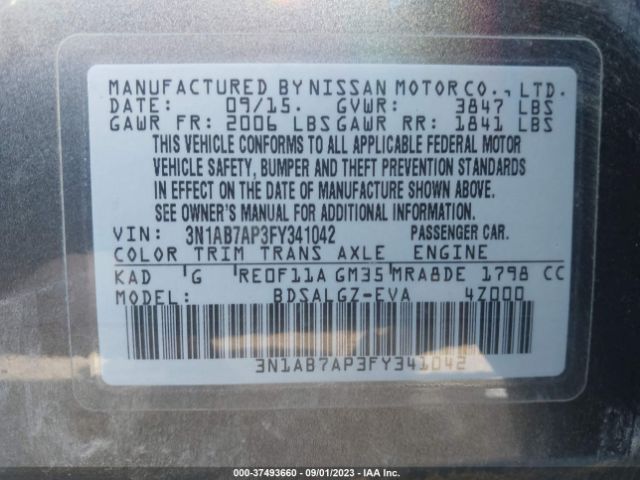 MANUFACTURED BY NISSAN MOTOR CO., LTD.
DATE: 09/15. GVWR: 3847 LBS
GAWR FR: 2006 LBS GAWR RR: 1841 LBS
THIS VEHICLE CONFORMS TO ALL APPLICABLE FEDERAL MOTOR
VEHICLE SAFETY, BUMPER AND THEFT PREVENTION STANDARDS
IN EFFECT ON THE DATE OF MANUFACTURE SHOWN ABOVE.
SEE OWNER'S MANUAL FOR ADDITIONAL INFORMATION.
VIN: 3N1AB7AP3FY341042 PASSENGER CAR.
COLOR TRIM TRANS AXLE ENGINE
KAD G RE0F11A GM35 MRA8DE 1798 CC
MODEL: BDSALGZ-EVA 4Z000
3N1AB7AP3FY341042
000-37493660 - 09/01/2023 - IAA Inc.